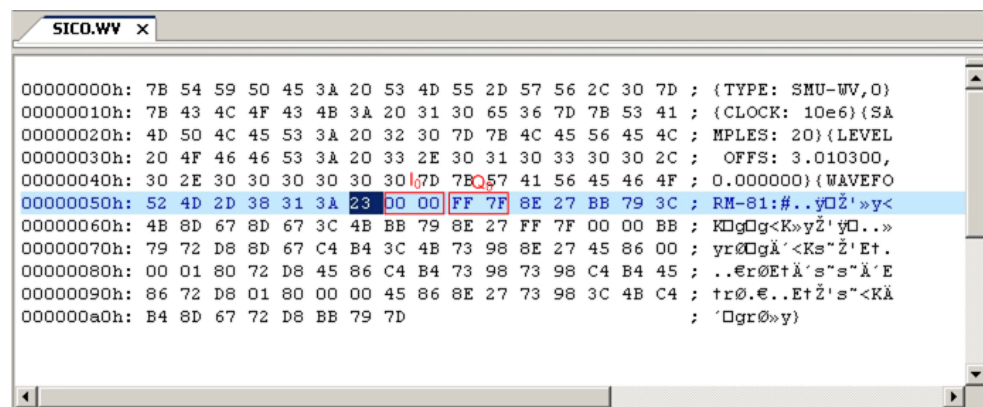 SICO.WV X
00000000h: 7B 54 59 50 45 3A 20 53 4D 55 2D 57 56 2C 30 7D ; {TYPE: SMU-WV,0}
00000010h: 7B 43 4C 4F 43 4B 3A 20 31 30 65 36 7D 7B 53 41 ; {CLOCK: 10e6}{SA
00000020h: 4D 50 4C 45 53 3A 20 32 30 7D 7B 4C 45 56 45 4C ; MPLES: 20}{LEVEL
00000030h: 20 4F 46 46 53 3A 20 33 2E 30 31 30 33 30 30 2C ;  OFFS: 3.010300,
00000040h: 30 2E 30 30 30 30 30 30 7D 7B 57 41 56 45 46 4F ; 0.000000}{WAVEFO
I0 Q0
00000050h: 52 4D 2D 38 31 3A 23 00 00 FF 7F 8E 27 BB 79 3C ; RM-81:#..ÿ□Ž'»y<
00000060h: 4B 8D 67 8D 67 3C 4B BB 79 8E 27 FF 7F 00 00 BB ; K□g□g<K»yŽ'ÿ□..»
00000070h: 79 72 D8 8D 67 C4 B4 3C 4B 73 98 8E 27 45 86 00 ; yrØ□gÄ´<Ks˜Ž'E†.
00000080h: 00 01 80 72 D8 45 86 C4 B4 73 98 73 98 C4 B4 45 ; ..€rØE†Ä´s˜s˜Ä´E
00000090h: 86 72 D8 01 80 00 00 45 86 8E 27 73 98 3C 4B C4 ; †rØ.€..E†Ž's˜<KÄ
000000a0h: B4 8D 67 72 D8 BB 79 7D ; ´□grØ»y}